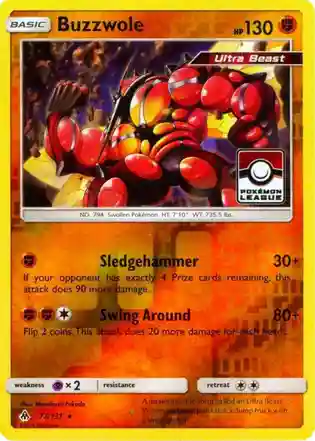 BASIC
Buzzwole
HP 130
Ultra Beast
POKÉMON
LEAGUE
NO. 794 Swollen Pokémon HT: 7'10" WT: 735.5 lbs.
Sledgehammer 30+
If your opponent has exactly 4 Prize cards remaining, this
attack does 90 more damage.
Swing Around 80+
Flip 2 coins. This attack does 20 more damage for each heads.
weakness ×2 resistance retreat